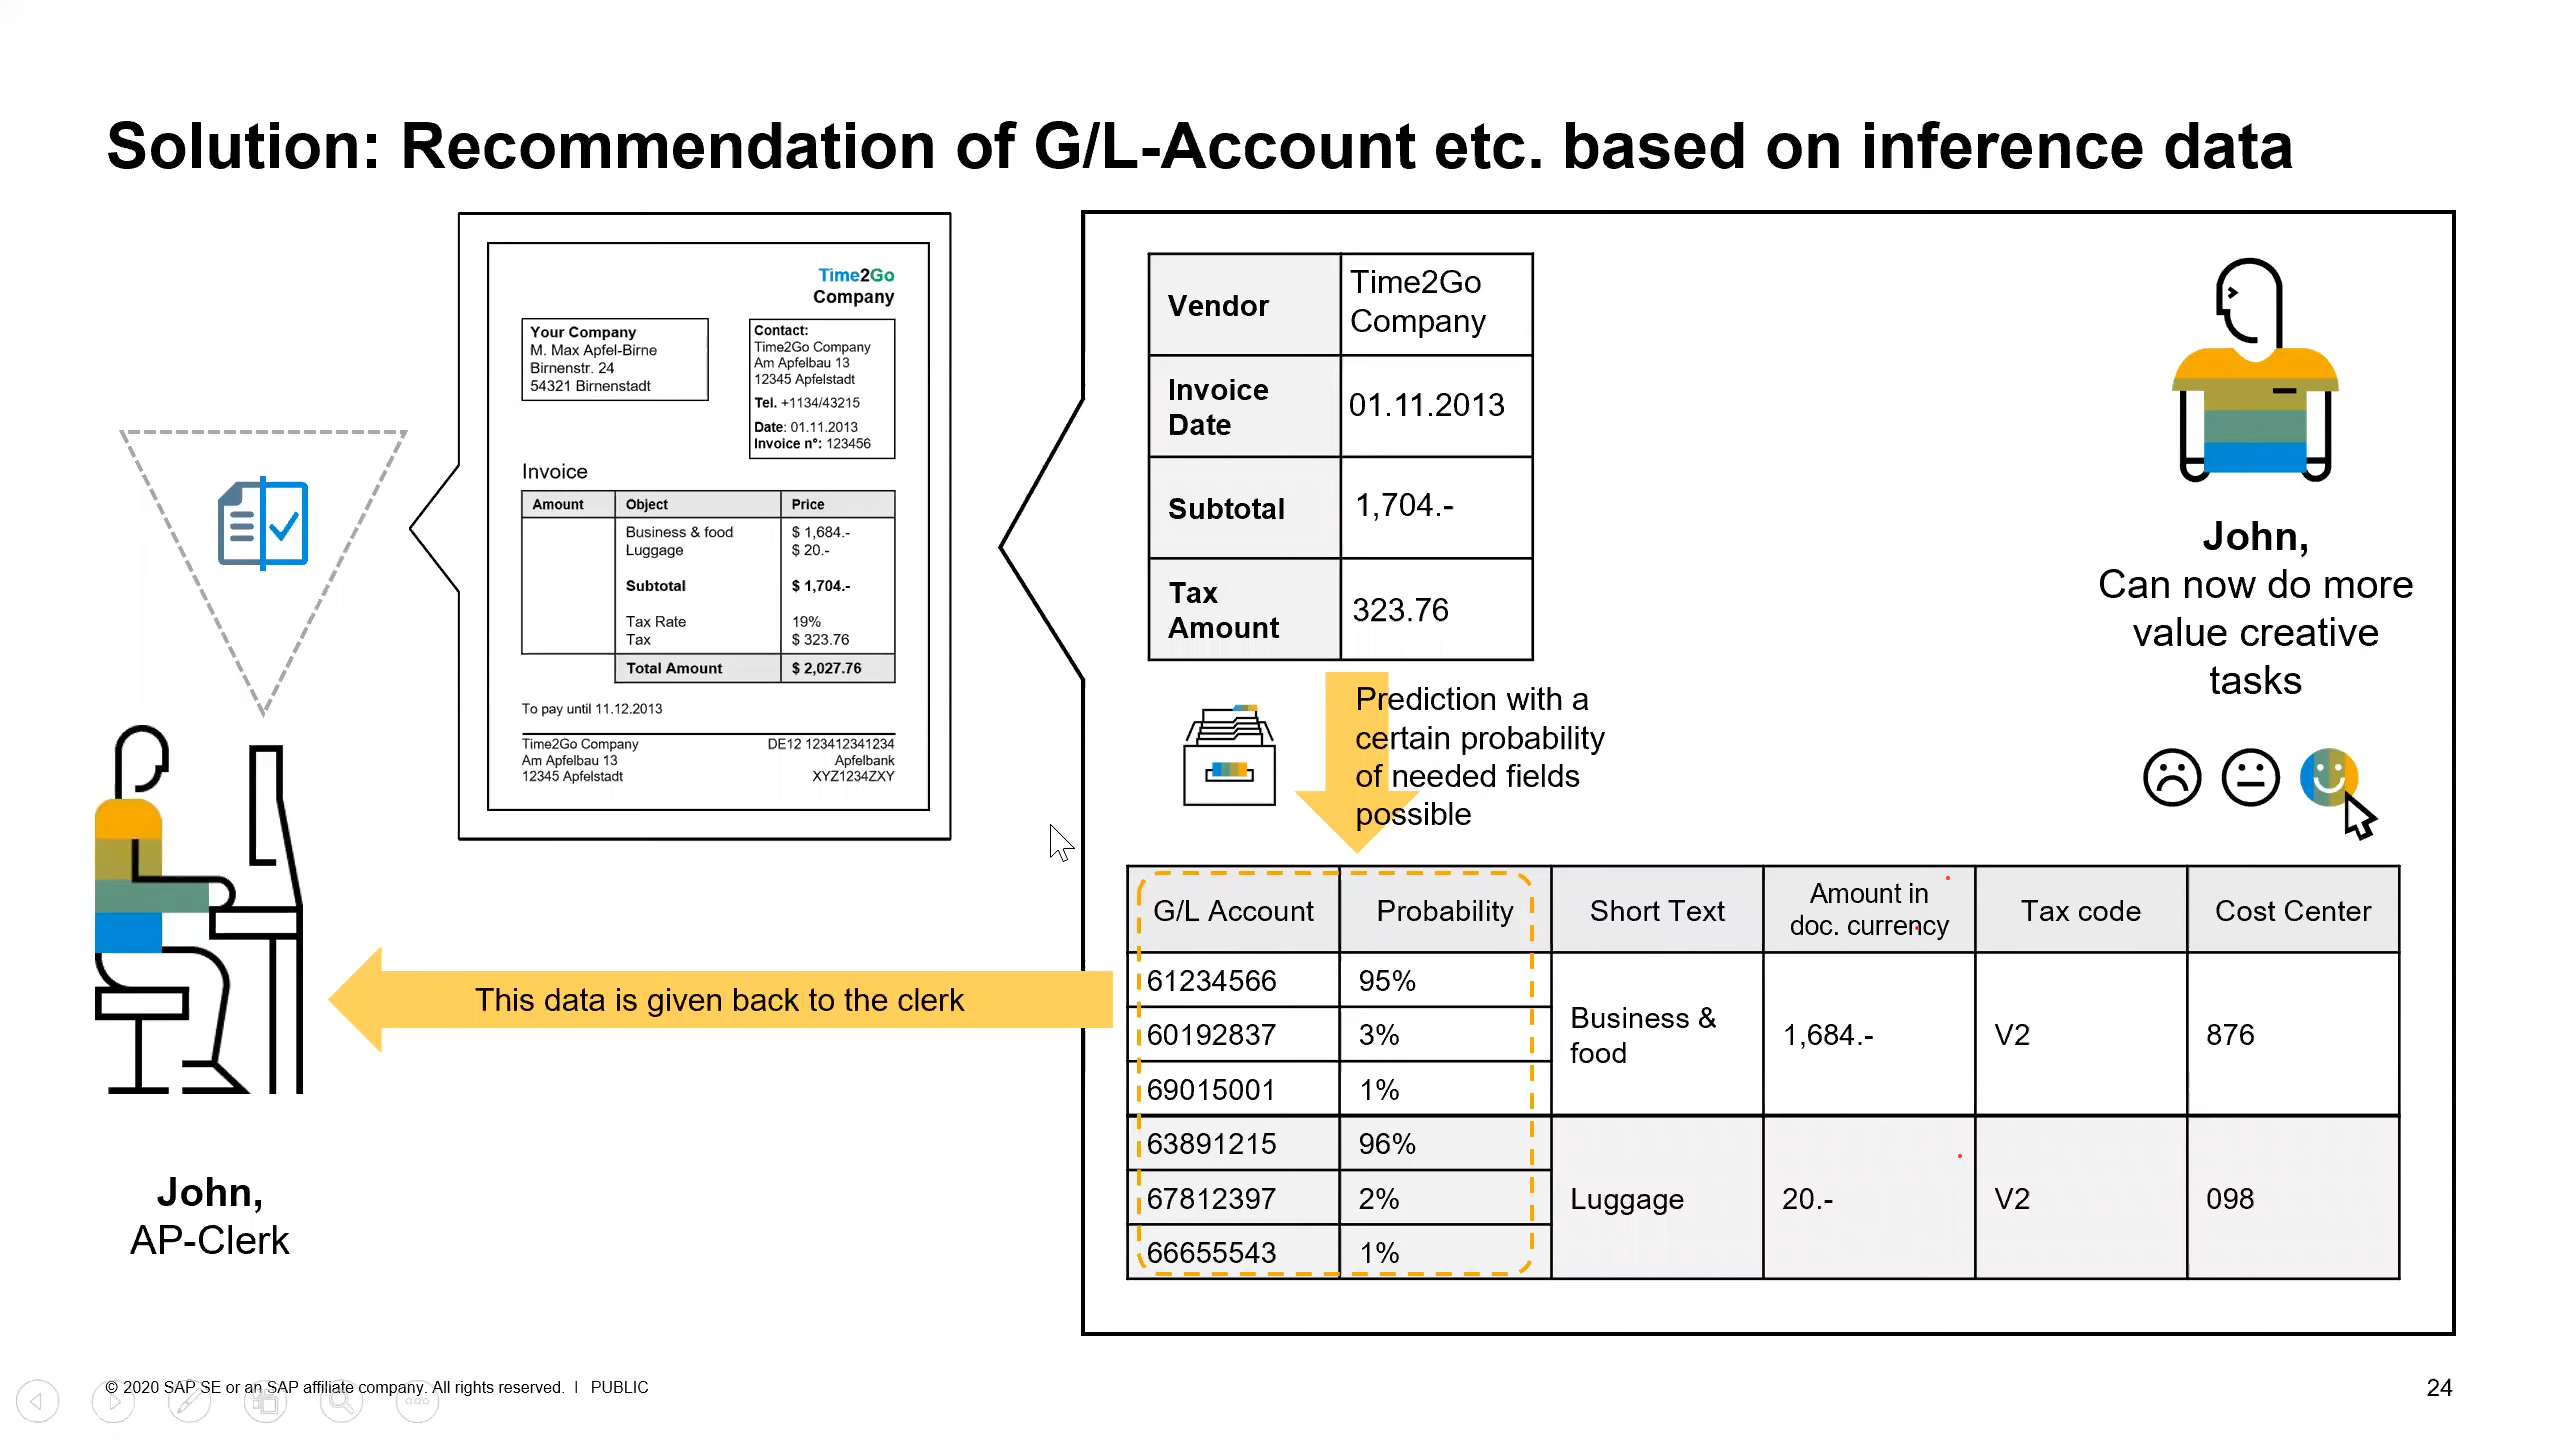 Solution: Recommendation of G/L-Account etc. based on inference data
Time2Go
Company
Your Company
M. Max Apfel-Birne
Birnenstr. 24
54321 Birnenstadt
Contact:
Time2Go Company
Am Apfelbau 13
12345 Apfelstadt
Tel. +1134/43215
Date: 01.11.2013
Invoice n°: 123456
Invoice
Amount Object Price
Business & food $ 1,684.-
Luggage $ 20.-
Subtotal $ 1,704.-
Tax Rate 19%
Tax $ 323.76
Total Amount $ 2,027.76
To pay until 11.12.2013
Time2Go Company DE12 123412341234
Am Apfelbau 13 Apfelbank
12345 Apfelstadt XYZ1234ZXY
Vendor
Time2Go
Company
Invoice
Date
01.11.2013
Subtotal 1,704.-
Tax
Amount
323.76
John,
Can now do more
value creative
tasks
Prediction with a
certain probability
of needed fields
possible
G/L Account Probability Short Text
Amount in
doc. currency
Tax code Cost Center
61234566 95%
60192837 3%
69015001 1%
Business &
food
1,684.- V2 876
63891215 96%
67812397 2%
66655543 1%
Luggage 20.- V2 098
This data is given back to the clerk
John,
AP-Clerk
© 2020 SAP SE or an SAP affiliate company. All rights reserved. | PUBLIC
24